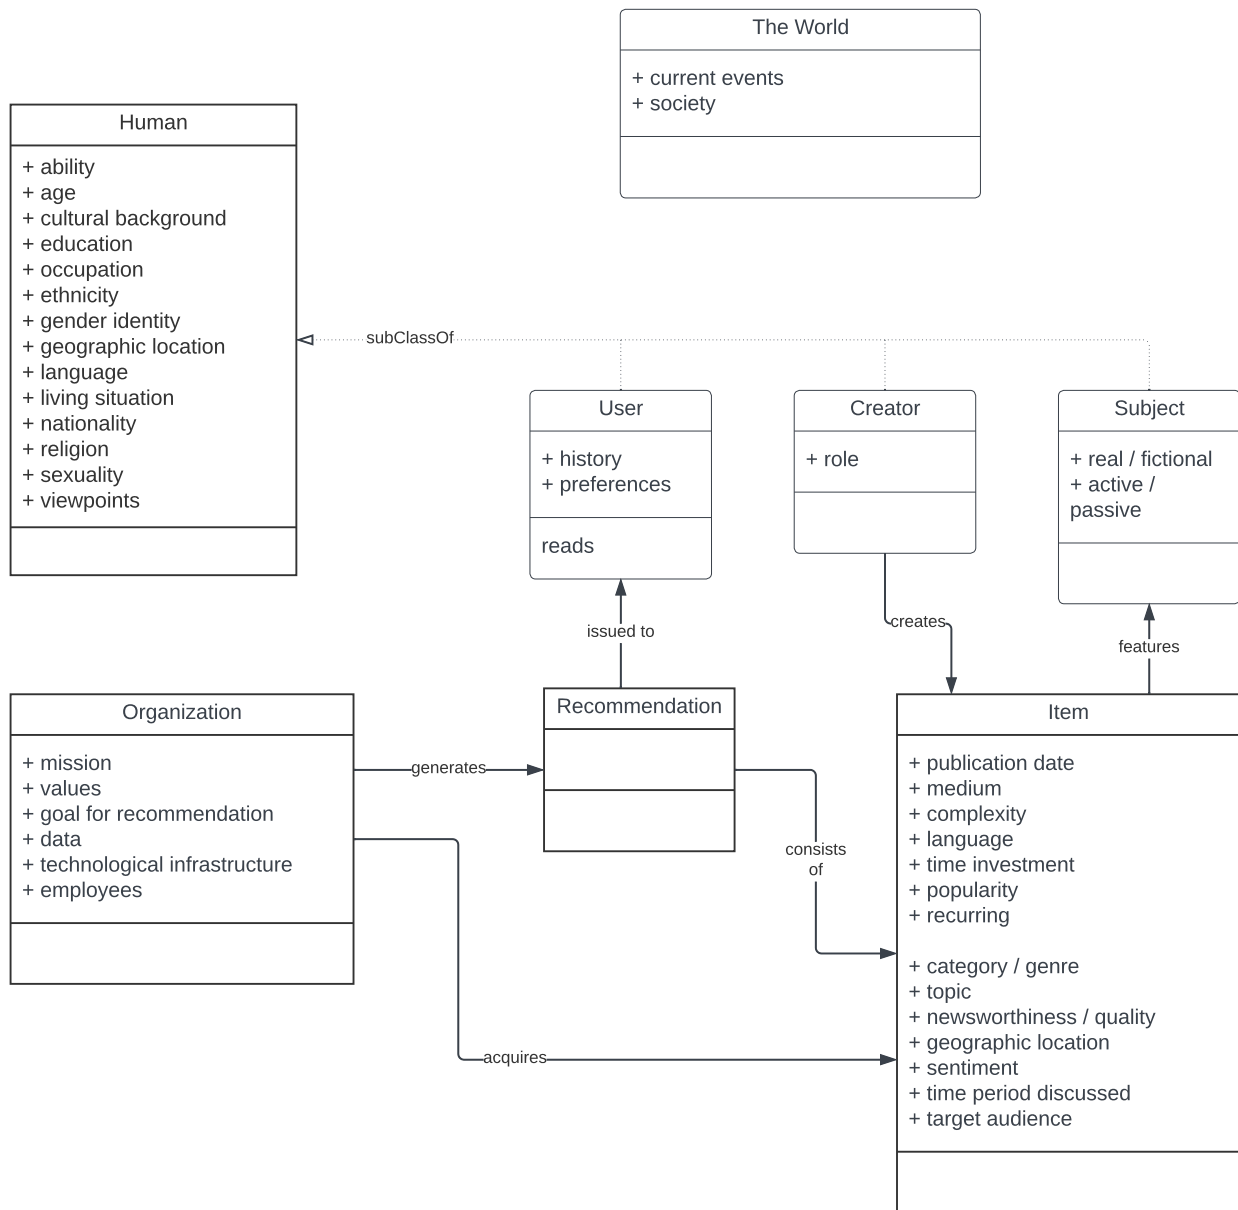 The World
+ current events
+ society
Human
+ ability
+ age
+ cultural background
+ education
+ occupation
+ ethnicity
+ gender identity
+ geographic location
+ language
+ living situation
+ nationality
+ religion
+ sexuality
+ viewpoints
subClassOf
User
+ history
+ preferences
reads
Creator
+ role
Subject
+ real / fictional
+ active /
passive
issued to
creates
features
Organization
+ mission
+ values
+ goal for recommendation
+ data
+ technological infrastructure
+ employees
generates
Recommendation
consists
of
acquires
Item
+ publication date
+ medium
+ complexity
+ language
+ time investment
+ popularity
+ recurring
+ category / genre
+ topic
+ newsworthiness / quality
+ geographic location
+ sentiment
+ time period discussed
+ target audience